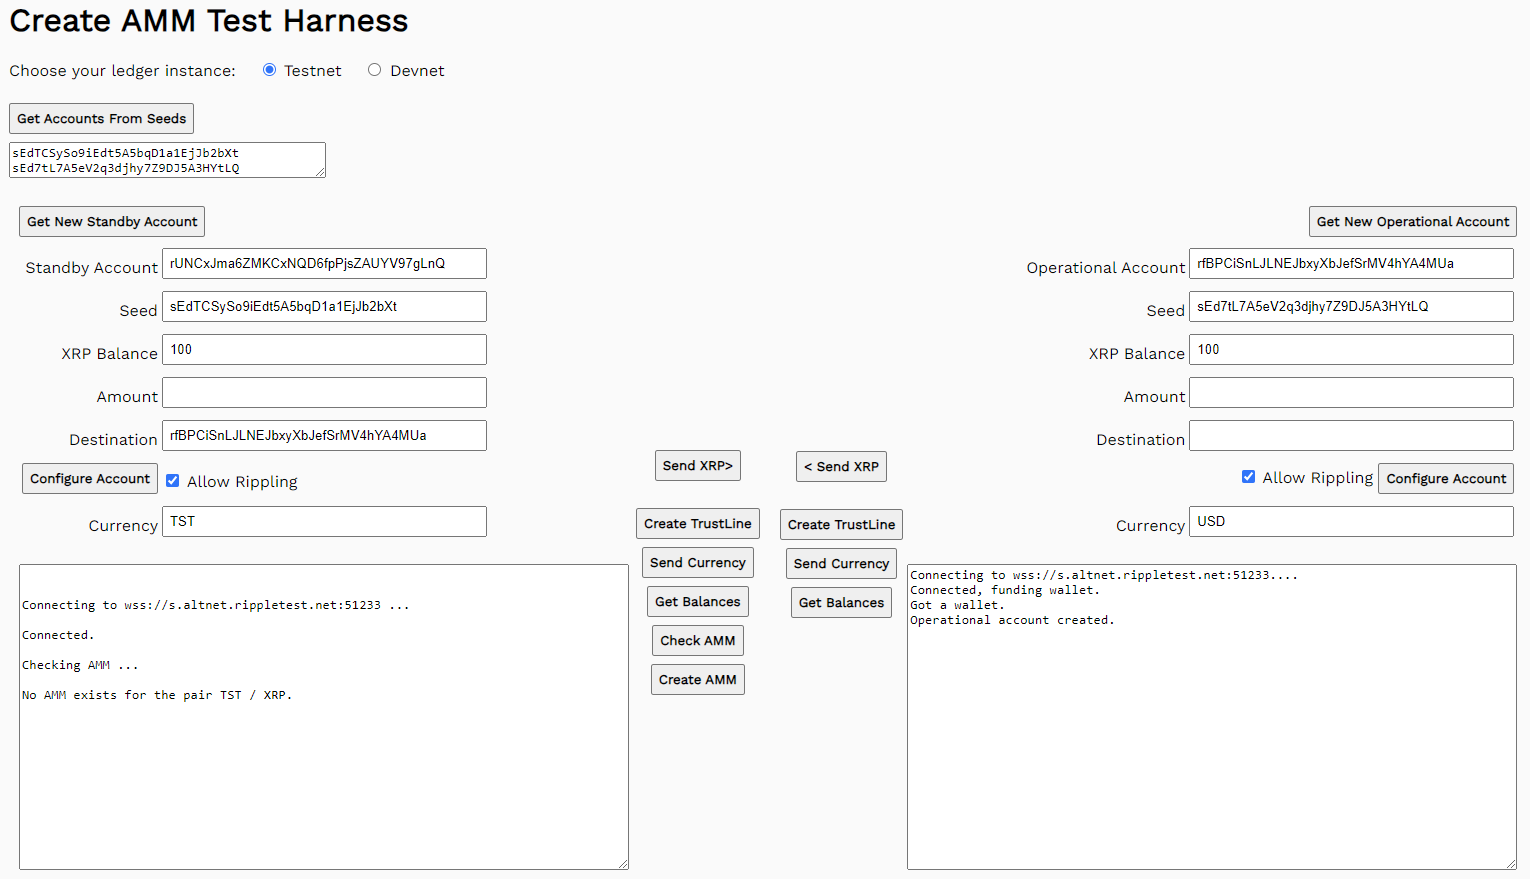 Create AMM Test Harness
Choose your ledger instance: Testnet Devnet
Get Accounts From Seeds
sEdTCSySo9iEdt5A5bqD1a1EjJb2bXt
sEd7tL7A5eV2q3djhy7Z9DJ5A3HYtLQ
Get New Standby Account
Get New Operational Account
Standby Account rUNCxJma6ZMKCxNQD6fpPjsZAUYV97gLnQ
Operational Account rfBPCiSnLJLNEJbxyXbJefSrMV4hYA4MUa
Seed sEdTCSySo9iEdt5A5bqD1a1EjJb2bXt
Seed sEd7tL7A5eV2q3djhy7Z9DJ5A3HYtLQ
XRP Balance 100
XRP Balance 100
Amount
Amount
Destination rfBPCiSnLJLNEJbxyXbJefSrMV4hYA4MUa
Destination
Send XRP>
< Send XRP
Configure Account Allow Rippling
Allow Rippling Configure Account
Currency TST
Create TrustLine
Create TrustLine
Currency USD
Send Currency
Send Currency
Get Balances
Get Balances
Check AMM
Create AMM
Connecting to wss://s.altnet.rippletest.net:51233 ...
Connected.
Checking AMM ...
No AMM exists for the pair TST / XRP.
Connecting to wss://s.altnet.rippletest.net:51233....
Connected, funding wallet.
Got a wallet.
Operational account created.